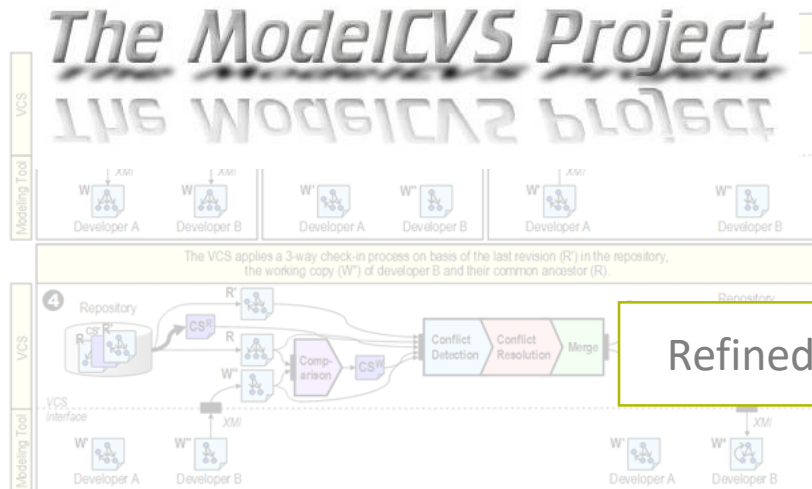 The ModelCVS Project
VCS
Modeling Tool
XMI
XMI
XMI
W'
W''
W'
W''
W'
W''
Developer A
Developer B
Developer A
Developer B
Developer A
Developer B
The VCS applies a 3-way check-in process on basis of the last revision (R') in the repository,
the working copy (W'') of developer B and their common ancestor (R).
VCS
4
Repository
R
CS^R
R'
CS^R
R'
R
W''
Comp-
arison
CS^W
Conflict
Detection
Conflict
Resolution
Merge
Repository
Refined
VCS
Interface
XMI
XMI
Modeling Tool
W'
W''
W'
Developer A
Developer B
Developer A
Developer B